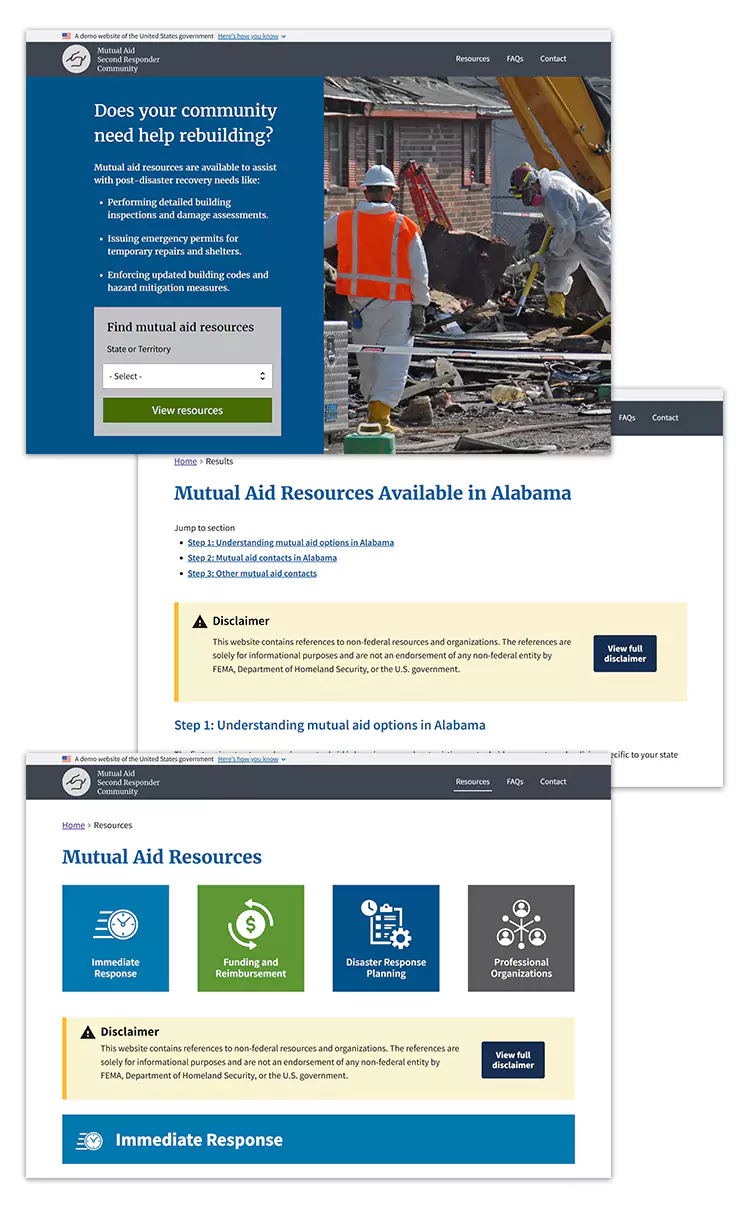 A demo website of the United States government Here's how you know
Mutual Aid
Second Responder
Community
Resources FAQs Contact
Does your community
need help rebuilding?
Mutual aid resources are available to assist
with post-disaster recovery needs like:
• Performing detailed building
inspections and damage assessments.
• Issuing emergency permits for
temporary repairs and shelters.
• Enforcing updated building codes and
hazard mitigation measures.
Find mutual aid resources
State or Territory
- Select -
View resources
FAQs Contact
Home > Results
Mutual Aid Resources Available in Alabama
Jump to section
• Step 1: Understanding mutual aid options in Alabama
• Step 2: Mutual aid contacts in Alabama
• Step 3: Other mutual aid contacts
Disclaimer
This website contains references to non-federal resources and organizations. The references are
solely for informational purposes and are not an endorsement of any non-federal entity by
FEMA, Department of Homeland Security, or the U.S. government.
View full
disclaimer
Step 1: Understanding mutual aid options in Alabama
to your state
A demo website of the United States government Here's how you know
Mutual Aid
Second Responder
Community
Resources FAQs Contact
Home > Resources
Mutual Aid Resources
Immediate
Response
Funding and
Reimbursement
Disaster Response
Planning
Professional
Organizations
Disclaimer
This website contains references to non-federal resources and organizations. The references are
solely for informational purposes and are not an endorsement of any non-federal entity by
FEMA, Department of Homeland Security, or the U.S. government.
View full
disclaimer
Immediate Response